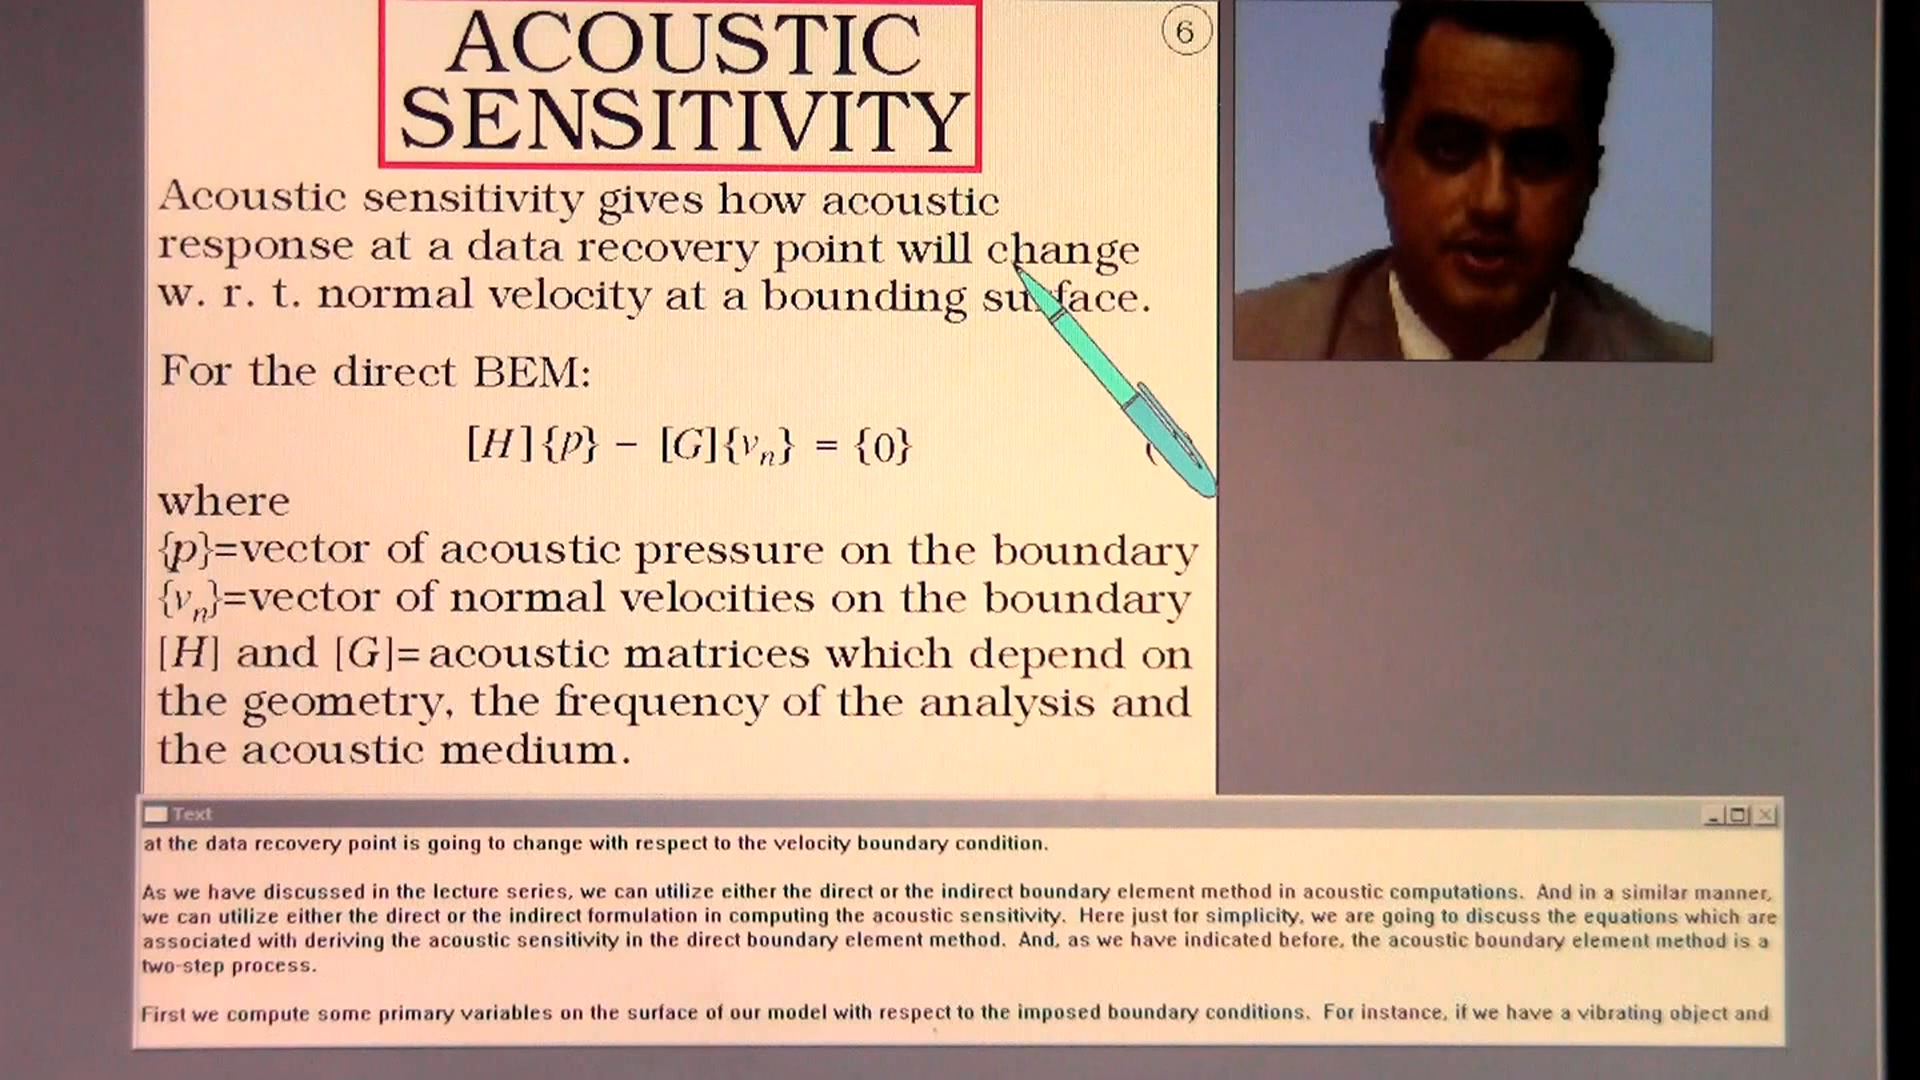 ACOUSTIC
SENSITIVITY
6
Acoustic sensitivity gives how acoustic
response at a data recovery point will change
w. r. t. normal velocity at a bounding surface.
For the direct BEM:
[H]{p} − [G]{vₙ} = {0}
where
{p}=vector of acoustic pressure on the boundary
{vₙ}=vector of normal velocities on the boundary
[H] and [G]=acoustic matrices which depend on
the geometry, the frequency of the analysis and
the acoustic medium.
Text
at the data recovery point is going to change with respect to the velocity boundary condition.
As we have discussed in the lecture series, we can utilize either the direct or the indirect boundary element method in acoustic computations. And in a similar manner,
we can utilize either the direct or the indirect formulation in computing the acoustic sensitivity. Here just for simplicity, we are going to discuss the equations which are
associated with deriving the acoustic sensitivity in the direct boundary element method. And, as we have indicated before, the acoustic boundary element method is a
two-step process.
First we compute some primary variables on the surface of our model with respect to the imposed boundary conditions. For instance, if we have a vibrating object and